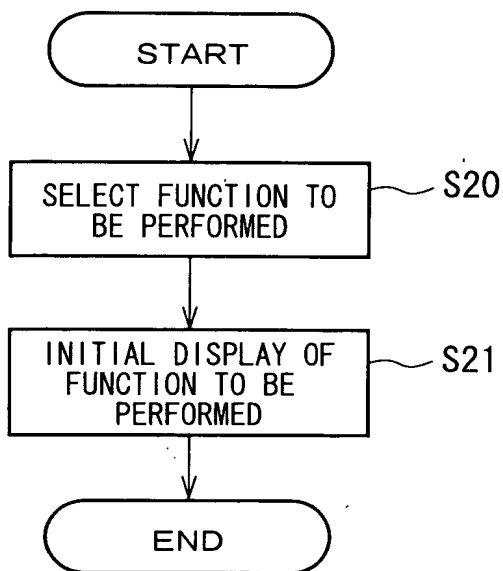 START
SELECT FUNCTION TO
BE PERFORMED
S20
INITIAL DISPLAY OF
FUNCTION TO BE
PERFORMED
S21
END